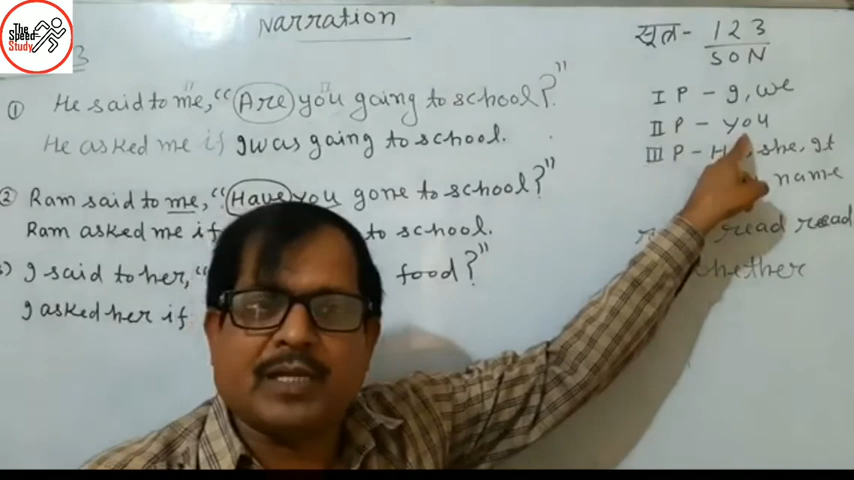 The Speed Study
3
Narration
सूत्र - 1 2 3
S O N
① He said to me, "Are you going to school?"
He asked me if I was going to school.
② Ram said to me, "Have you gone to school?"
Ram asked me if to school.
I said to her, " food?"
I asked her if
I P - I, we
II P - you
III P - she, It
name
read read
whether